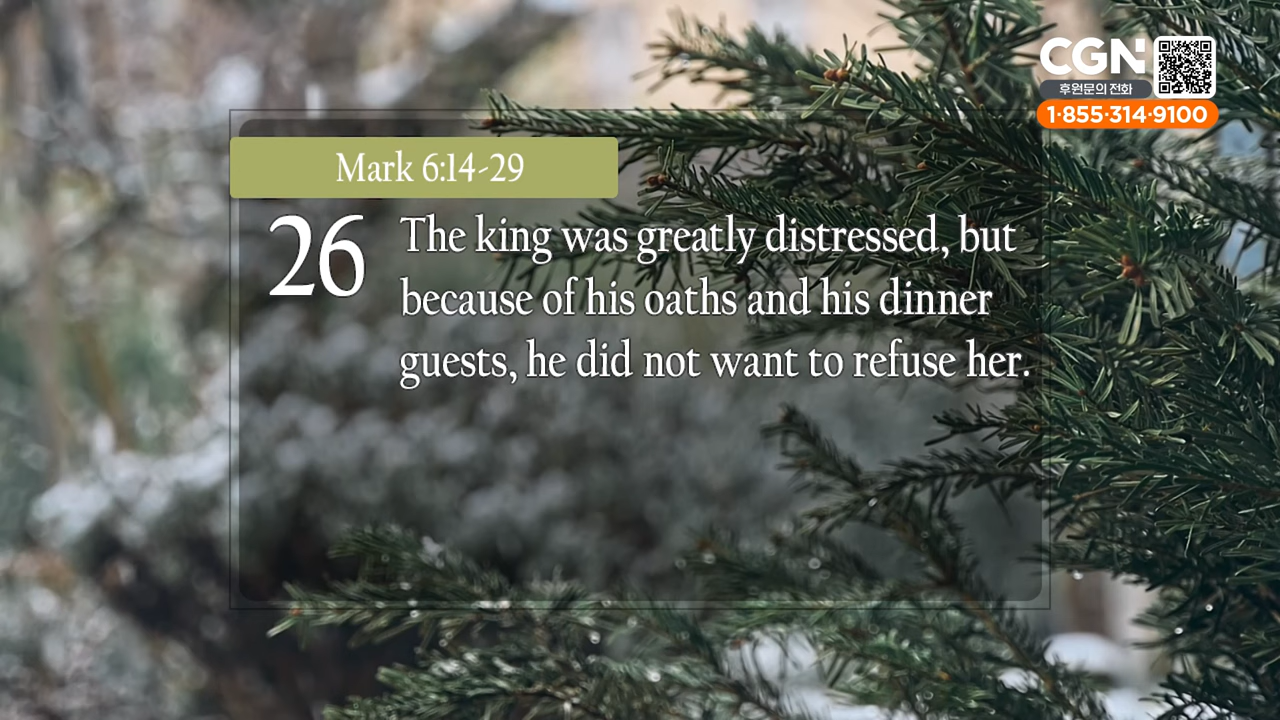 CGN
후원문의 전화
1·855·314·9100
Mark 6:14-29
26 The king was greatly distressed, but
because of his oaths and his dinner
guests, he did not want to refuse her.